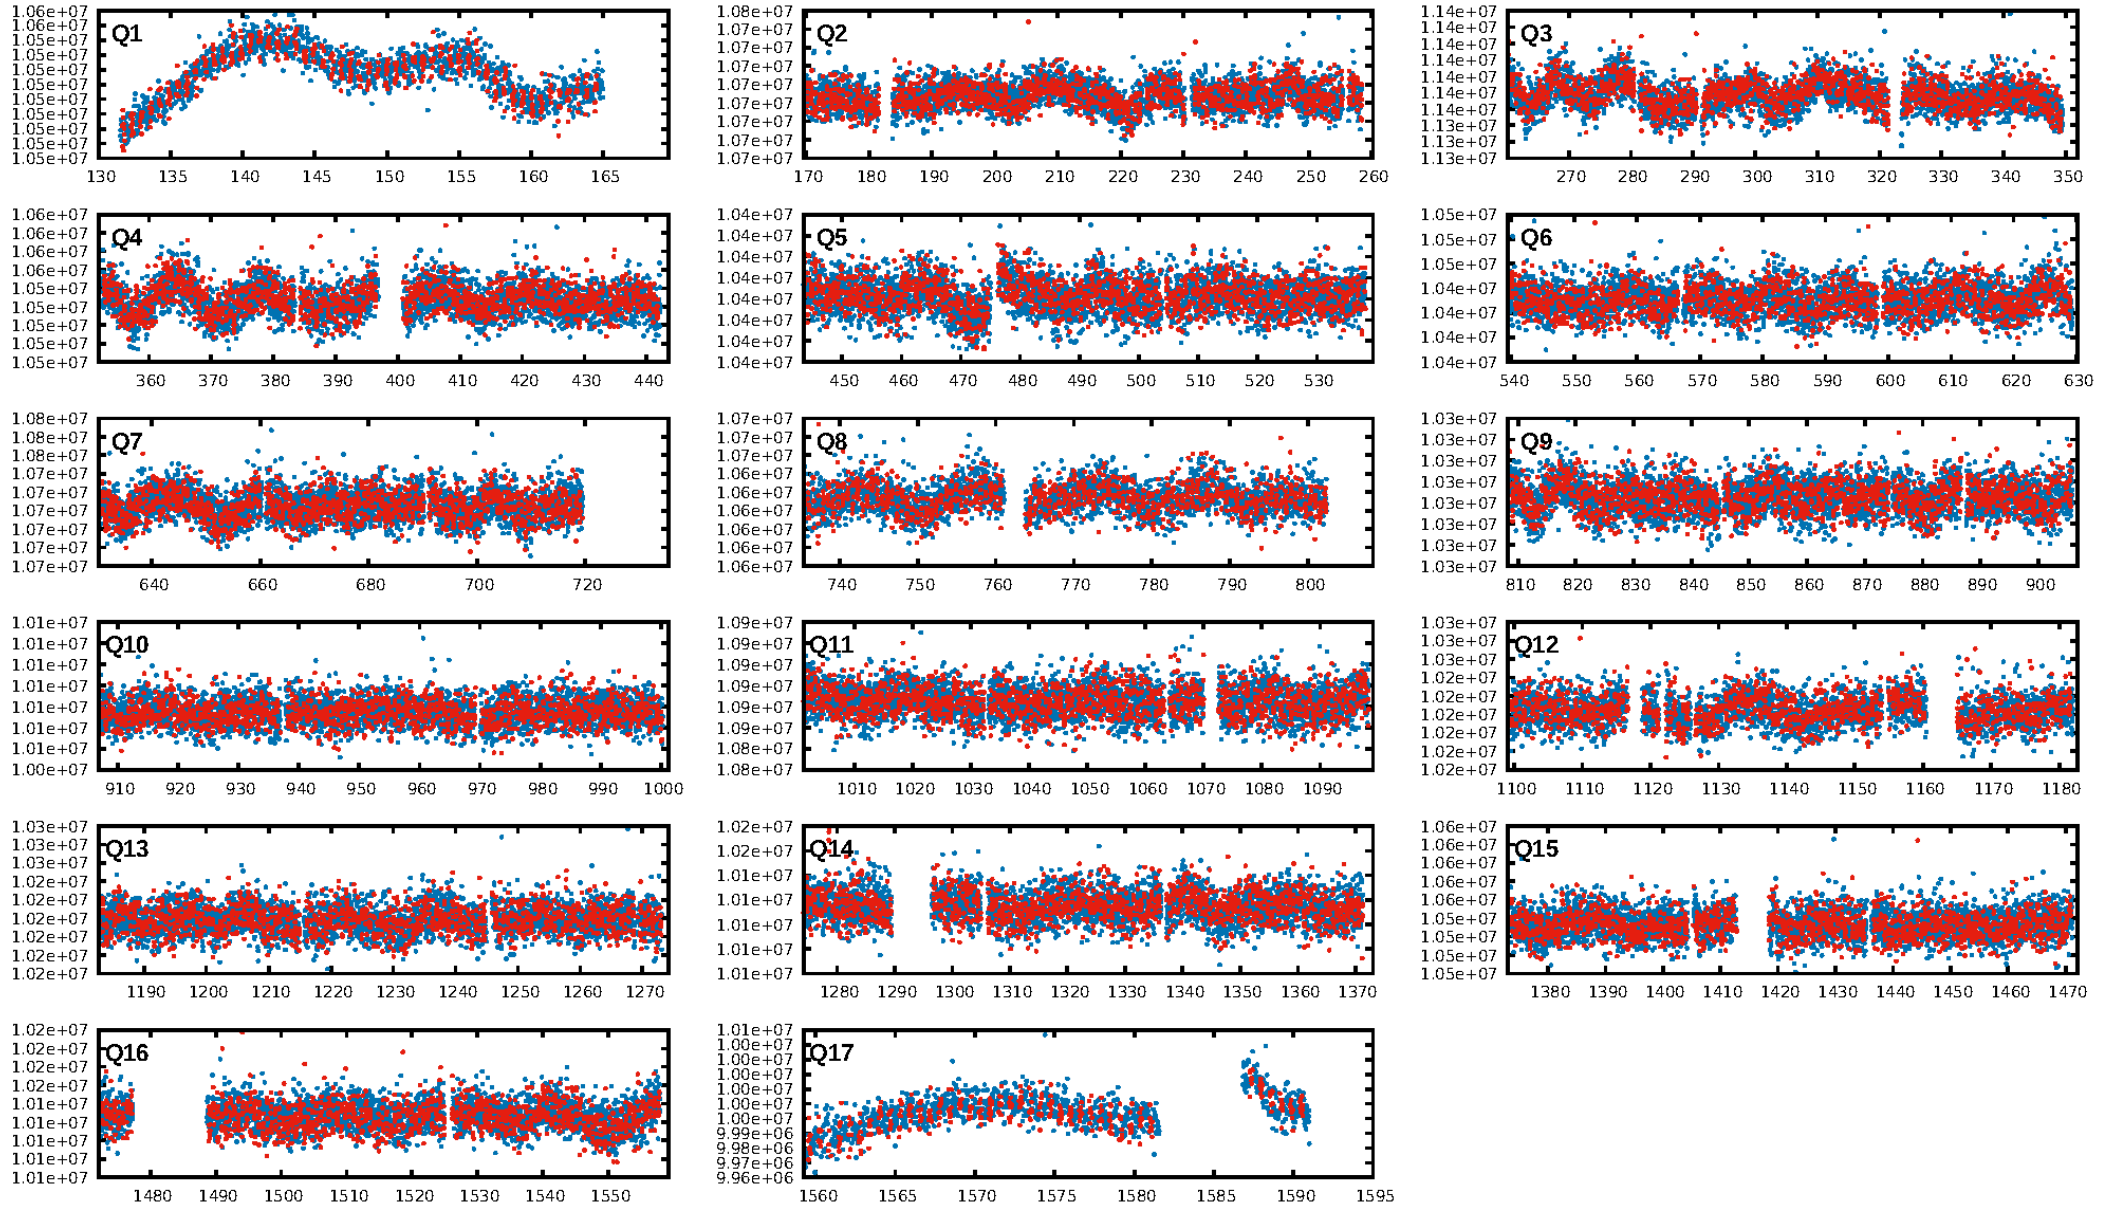 Q1
1.06e+07
1.06e+07
1.05e+07
1.05e+07
1.05e+07
1.05e+07
1.05e+07
1.05e+07
1.05e+07
1.05e+07
1.05e+07
130 135 140 145 150 155 160 165
Q2
1.08e+07
1.07e+07
1.07e+07
1.07e+07
1.07e+07
1.07e+07
1.07e+07
1.07e+07
1.07e+07
170 180 190 200 210 220 230 240 250 260
Q3
1.14e+07
1.14e+07
1.14e+07
1.14e+07
1.14e+07
1.14e+07
1.14e+07
1.13e+07
1.13e+07
1.13e+07
270 280 290 300 310 320 330 340 350
Q4
1.06e+07
1.06e+07
1.06e+07
1.06e+07
1.05e+07
1.05e+07
1.05e+07
1.05e+07
1.05e+07
360 370 380 390 400 410 420 430 440
Q5
1.04e+07
1.04e+07
1.04e+07
1.04e+07
1.04e+07
1.04e+07
1.04e+07
1.04e+07
450 460 470 480 490 500 510 520 530
Q6
1.05e+07
1.05e+07
1.05e+07
1.04e+07
1.04e+07
1.04e+07
1.04e+07
540 550 560 570 580 590 600 610 620 630
Q7
1.08e+07
1.08e+07
1.08e+07
1.07e+07
1.07e+07
1.07e+07
1.07e+07
1.07e+07
1.07e+07
640 660 680 700 720
Q8
1.07e+07
1.07e+07
1.07e+07
1.06e+07
1.06e+07
1.06e+07
1.06e+07
1.06e+07
1.06e+07
740 750 760 770 780 790 800
Q9
1.03e+07
1.03e+07
1.03e+07
1.03e+07
1.03e+07
1.03e+07
1.03e+07
1.03e+07
810 820 830 840 850 860 870 880 890 900
Q10
1.01e+07
1.01e+07
1.01e+07
1.01e+07
1.01e+07
1.01e+07
1.01e+07
1.00e+07
910 920 930 940 950 960 970 980 990 1000
Q11
1.09e+07
1.09e+07
1.09e+07
1.09e+07
1.09e+07
1.09e+07
1.08e+07
1.08e+07
1010 1020 1030 1040 1050 1060 1070 1080 1090
Q12
1.03e+07
1.03e+07
1.03e+07
1.02e+07
1.02e+07
1.02e+07
1.02e+07
1.02e+07
1.02e+07
1100 1110 1120 1130 1140 1150 1160 1170 1180
Q13
1.03e+07
1.03e+07
1.03e+07
1.02e+07
1.02e+07
1.02e+07
1.02e+07
1.02e+07
1.02e+07
1190 1200 1210 1220 1230 1240 1250 1260 1270
Q14
1.02e+07
1.02e+07
1.01e+07
1.01e+07
1.01e+07
1.01e+07
1.01e+07
1280 1290 1300 1310 1320 1330 1340 1350 1360 1370
Q15
1.06e+07
1.06e+07
1.06e+07
1.06e+07
1.06e+07
1.05e+07
1.05e+07
1.05e+07
1.05e+07
1380 1390 1400 1410 1420 1430 1440 1450 1460 1470
Q16
1.02e+07
1.02e+07
1.02e+07
1.02e+07
1.01e+07
1.01e+07
1.01e+07
1.01e+07
1.01e+07
1480 1490 1500 1510 1520 1530 1540 1550
Q17
1.01e+07
1.00e+07
1.00e+07
1.00e+07
1.00e+07
1.00e+07
1.00e+07
9.99e+06
9.98e+06
9.97e+06
9.96e+06
1560 1565 1570 1575 1580 1585 1590 1595